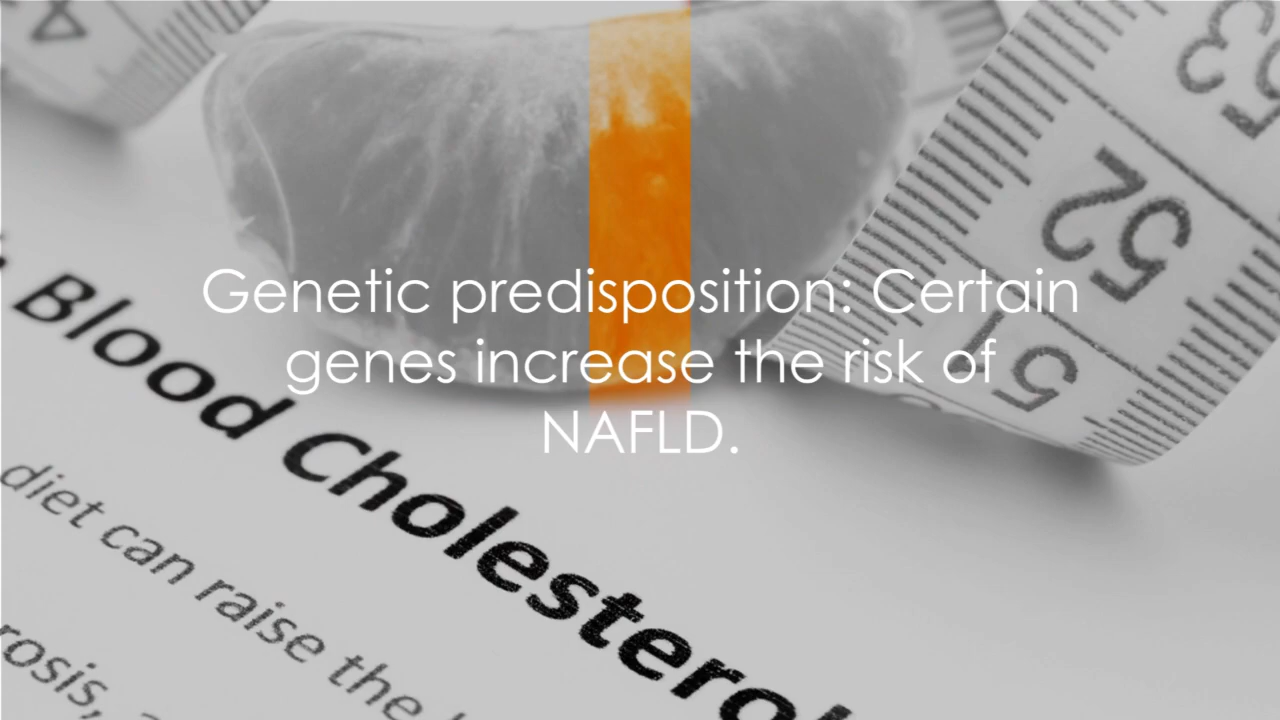 4
53
52
51
Genetic predisposition: Certain
genes increase the risk of
NAFLD.
Blood Cholesterol
diet can raise the
rosis,